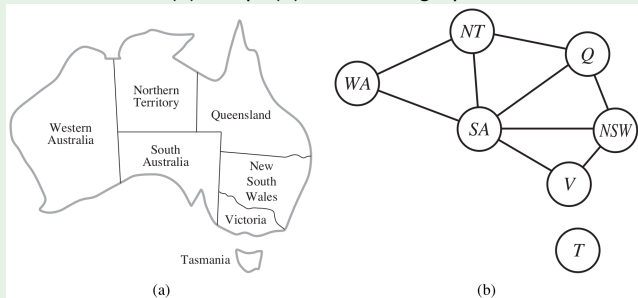 Northern
Territory
Western
Australia
Queensland
South
Australia
New
South
Wales
Victoria
Tasmania
(a)
NT
Q
WA
SA
NSW
V
T
(b)